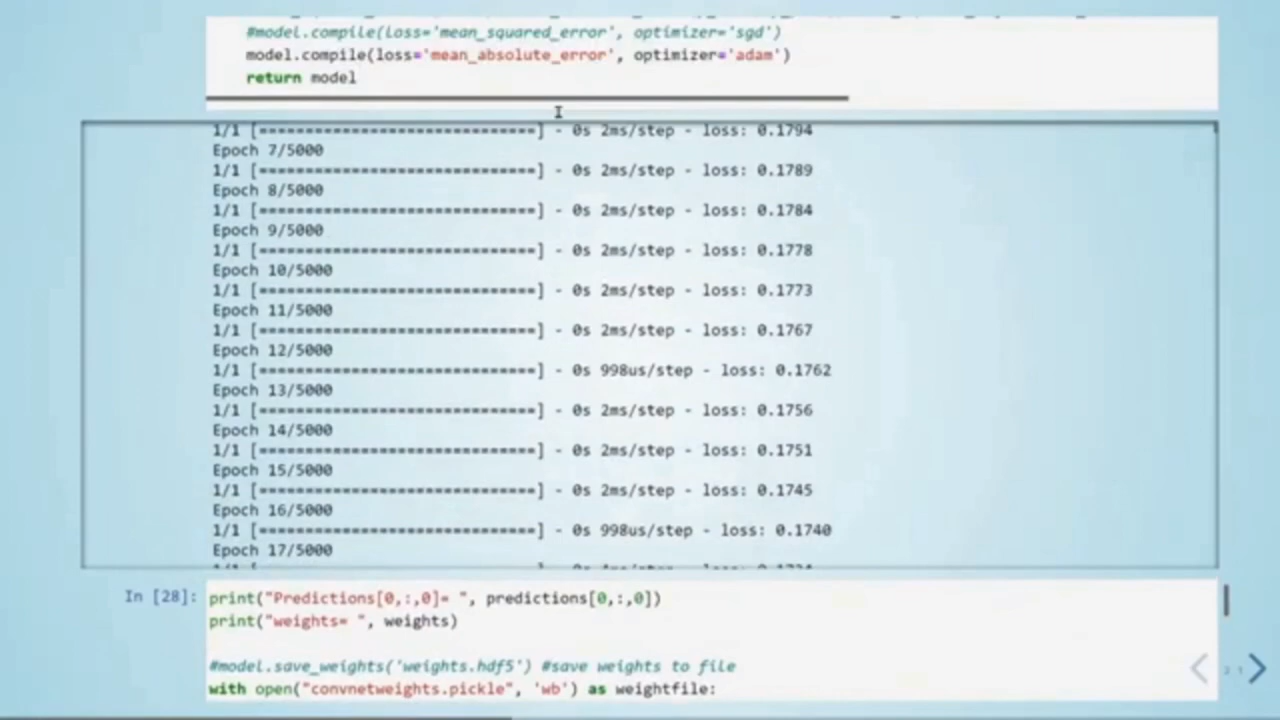 #model.compile(loss='mean_squared_error', optimizer='sgd')
model.compile(loss='mean_absolute_error', optimizer='adam')
return model
1/1 [==============================] - 0s 2ms/step - loss: 0.1794
Epoch 7/5000
1/1 [==============================] - 0s 2ms/step - loss: 0.1789
Epoch 8/5000
1/1 [==============================] - 0s 2ms/step - loss: 0.1784
Epoch 9/5000
1/1 [==============================] - 0s 2ms/step - loss: 0.1778
Epoch 10/5000
1/1 [==============================] - 0s 2ms/step - loss: 0.1773
Epoch 11/5000
1/1 [==============================] - 0s 2ms/step - loss: 0.1767
Epoch 12/5000
1/1 [==============================] - 0s 998us/step - loss: 0.1762
Epoch 13/5000
1/1 [==============================] - 0s 2ms/step - loss: 0.1756
Epoch 14/5000
1/1 [==============================] - 0s 2ms/step - loss: 0.1751
Epoch 15/5000
1/1 [==============================] - 0s 2ms/step - loss: 0.1745
Epoch 16/5000
1/1 [==============================] - 0s 998us/step - loss: 0.1740
Epoch 17/5000
In [28]: print("Predictions[0,:,0]= ", predictions[0,:,0])
print("weights= ", weights)
#model.save_weights('weights.hdf5') #save weights to file
with open("convnetweights.pickle", 'wb') as weightfile: